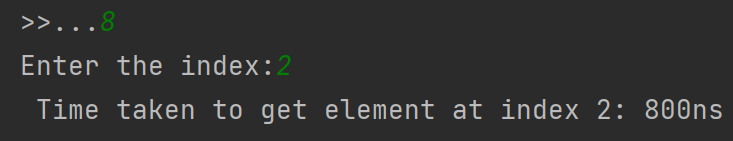 >>...8
Enter the index:2
Time taken to get element at index 2: 800ns